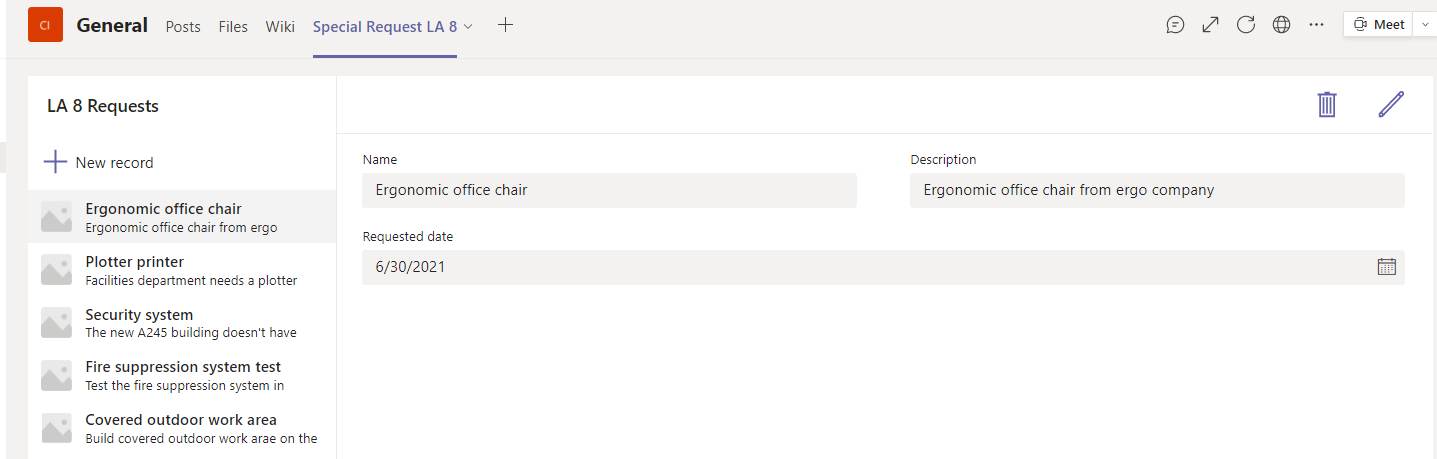 CI General Posts Files Wiki Special Request LA 8 Meet
LA 8 Requests
New record
Ergonomic office chair
Ergonomic office chair from ergo
Plotter printer
Facilities department needs a plotter
Security system
The new A245 building doesn't have
Fire suppression system test
Test the fire suppression system in
Covered outdoor work area
Build covered outdoor work arae on the
Name
Ergonomic office chair
Description
Ergonomic office chair from ergo company
Requested date
6/30/2021